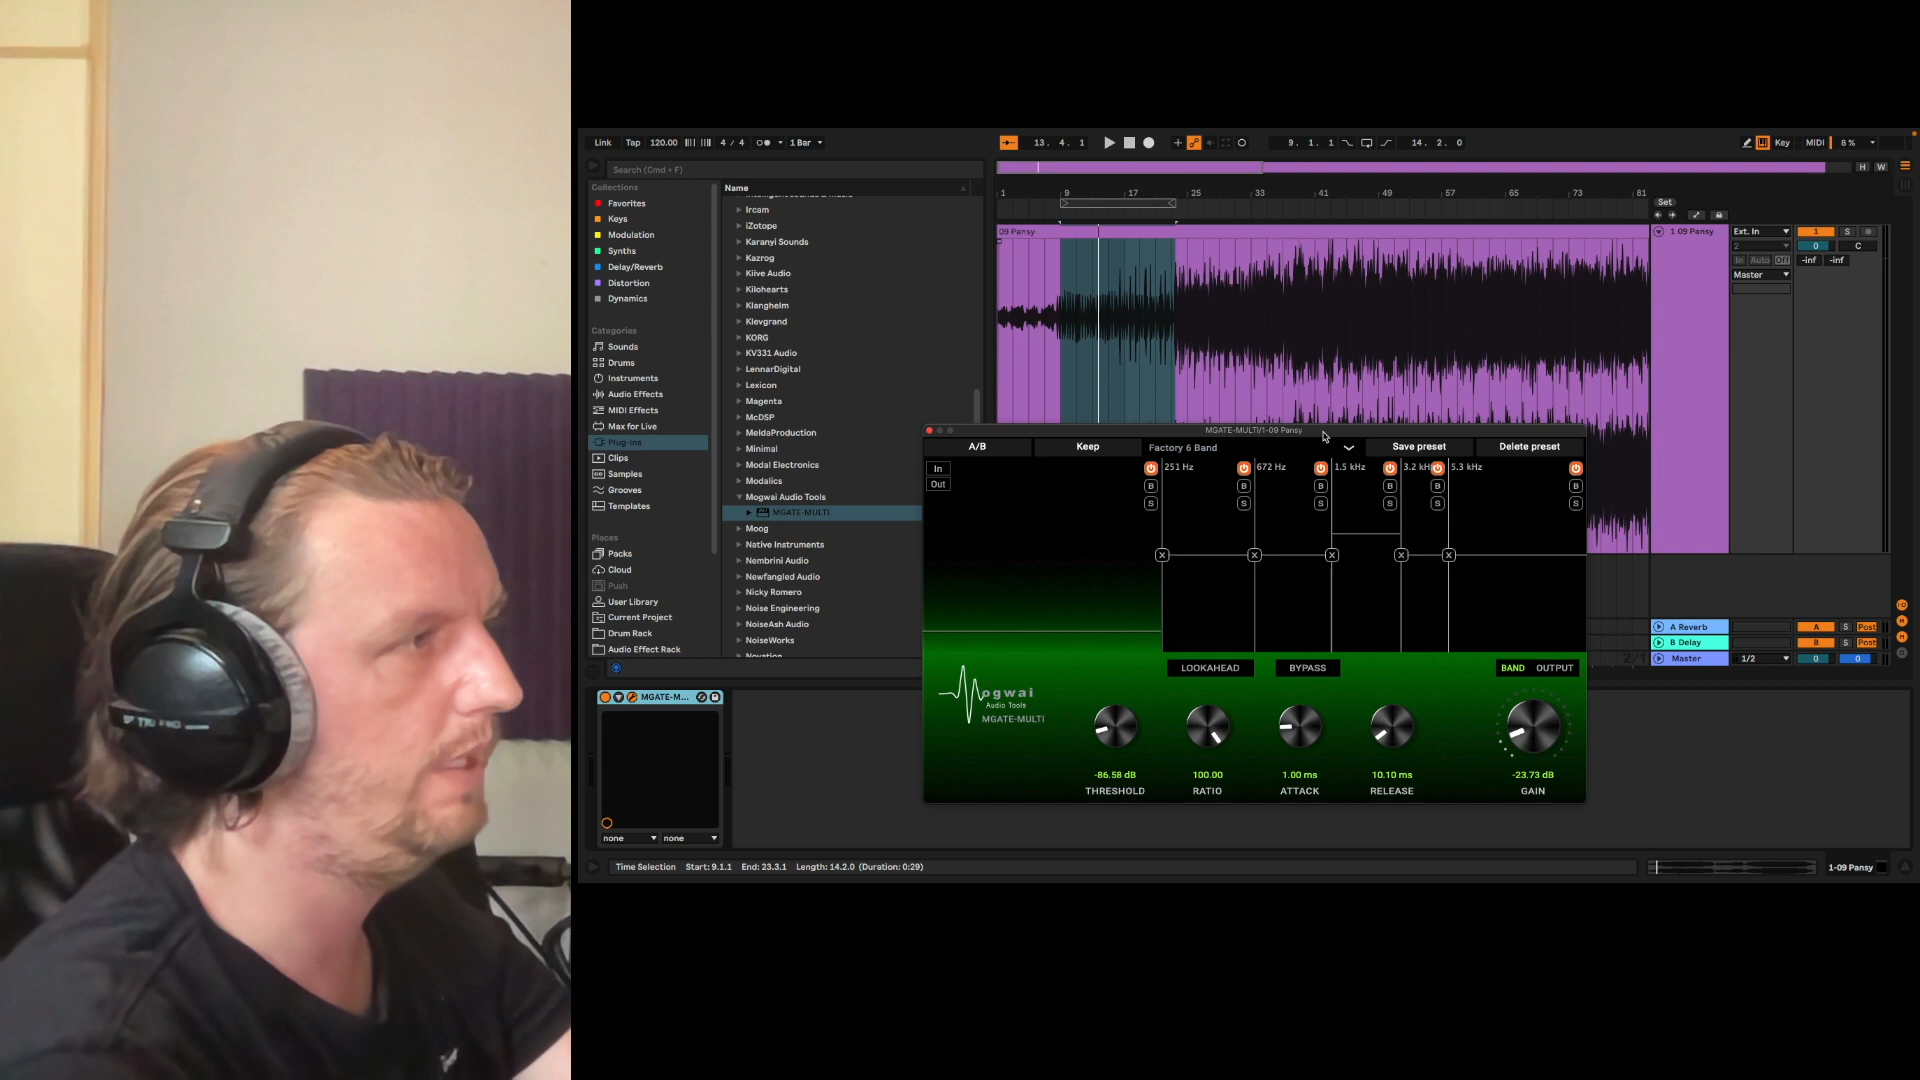 Link Tap 120.00 4 / 4 1 Bar 13. 4. 1 9. 1. 1 14. 2. 0 Key MIDI 8 %
Search (Cmd + F)
H W
Collections
Favorites
Keys
Modulation
Synths
Delay/Reverb
Distortion
Dynamics
Categories
Sounds
Drums
Instruments
Audio Effects
MIDI Effects
Max for Live
Plug-Ins
Clips
Samples
Grooves
Templates
Places
Packs
Cloud
Push
User Library
Current Project
Drum Rack
Audio Effect Rack
Name
Ircam
iZotope
Karanyi Sounds
Kazrog
Kiive Audio
Kilohearts
Klanghelm
Klevgrand
KORG
KV331 Audio
LennarDigital
Lexicon
Magenta
McDSP
MeldaProduction
Minimal
Modal Electronics
Modalics
Mogwai Audio Tools
MGATE-MULTI
Moog
Native Instruments
Nembrini Audio
Newfangled Audio
Nicky Romero
Noise Engineering
NoiseAsh Audio
NoiseWorks
Novation
1 9 17 25 33 41 49 57 65 73 81
Set
09 Pansy
1 09 Pansy Ext. In 1 S
2 0 C
In Auto Off -inf -inf
Master
MGATE-MULTI/1-09 Pansy
A/B Keep Factory 6 Band Save preset Delete preset
In 251 Hz 672 Hz 1.5 kHz 3.2 kH 5.3 kHz
Out B B B B B B
S S S S S S
X X X X X
LOOKAHEAD BYPASS BAND OUTPUT
ogwai
Audio Tools
MGATE-MULTI
-86.58 dB 100.00 1.00 ms 10.10 ms -23.73 dB
THRESHOLD RATIO ATTACK RELEASE GAIN
A Reverb A S Post
B Delay B S Post
2/1 Master 1/2 0 0
MGATE-M...
none none
Time Selection Start: 9.1.1 End: 23.3.1 Length: 14.2.0 (Duration: 0:29)
1-09 Pansy